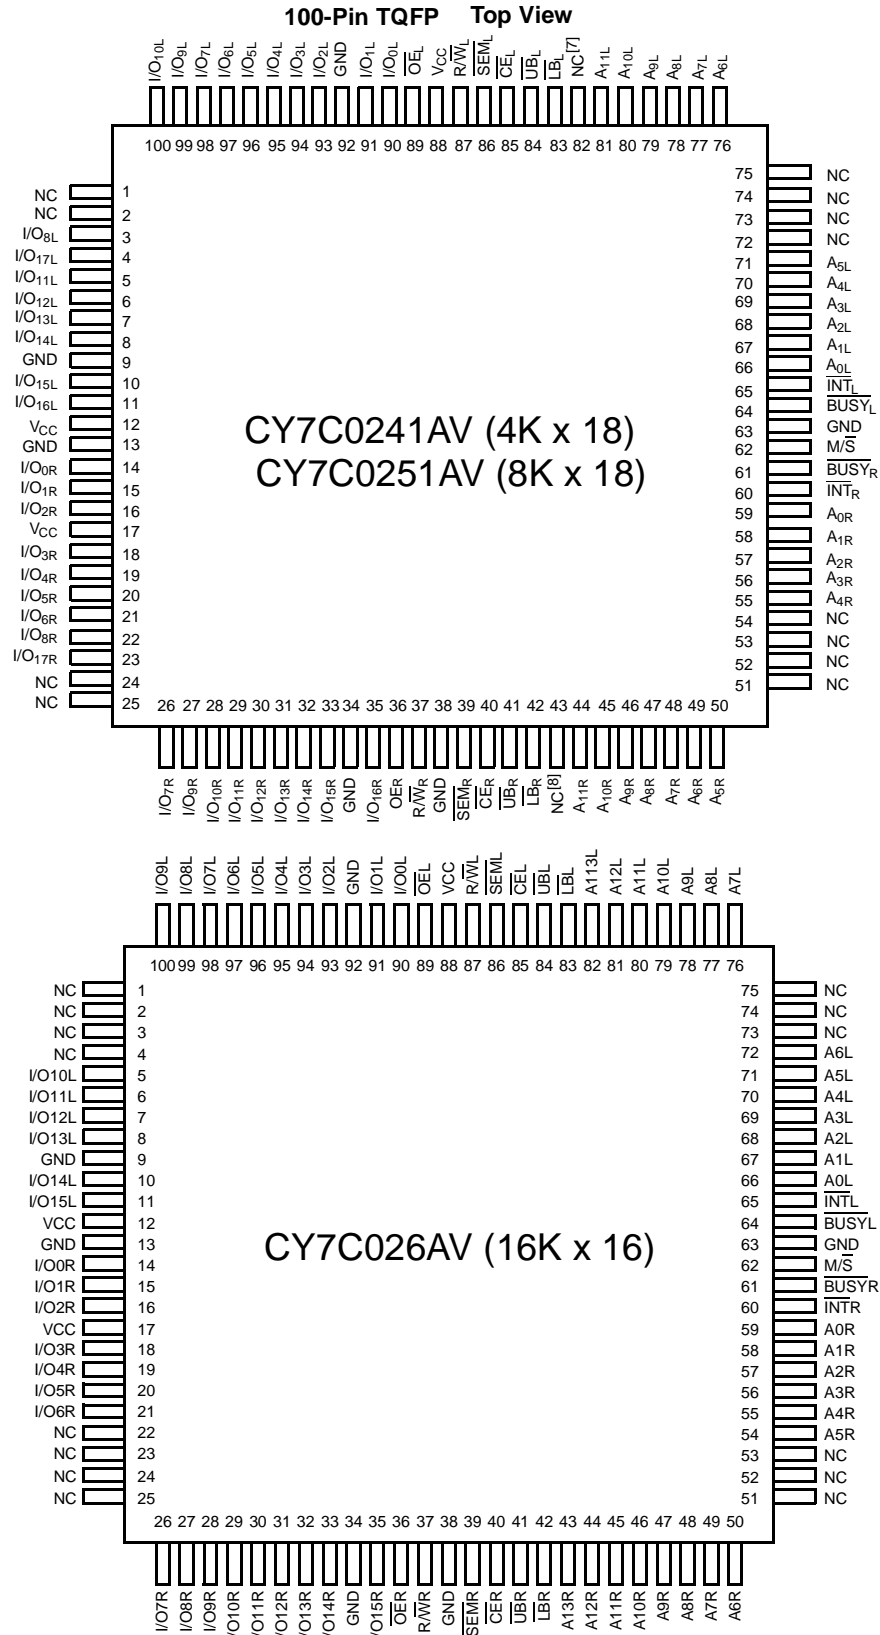 100-Pin TQFP Top View
I/O10L I/O9L I/O7L I/O6L I/O5L I/O4L I/O3L I/O2L GND I/O1L I/O0L OEL VCC R/WL SEML CEL UBL LBL NC[7] A11L A10L A9L A8L A7L A6L
100 99 98 97 96 95 94 93 92 91 90 89 88 87 86 85 84 83 82 81 80 79 78 77 76
NC 1
NC 2
I/O8L 3
I/O17L 4
I/O11L 5
I/O12L 6
I/O13L 7
I/O14L 8
GND 9
I/O15L 10
I/O16L 11
VCC 12
GND 13
I/O0R 14
I/O1R 15
I/O2R 16
VCC 17
I/O3R 18
I/O4R 19
I/O5R 20
I/O6R 21
I/O8R 22
I/O17R 23
NC 24
NC 25
CY7C0241AV (4K x 18)
CY7C0251AV (8K x 18)
75 NC
74 NC
73 NC
72 NC
71 A5L
70 A4L
69 A3L
68 A2L
67 A1L
66 A0L
65 INTL
64 BUSYL
63 GND
62 M/S
61 BUSYR
60 INTR
59 A0R
58 A1R
57 A2R
56 A3R
55 A4R
54 NC
53 NC
52 NC
51 NC
26 27 28 29 30 31 32 33 34 35 36 37 38 39 40 41 42 43 44 45 46 47 48 49 50
I/O7R I/O9R I/O10R I/O11R I/O12R I/O13R I/O14R I/O15R GND I/O16R OER R/WR GND SEMR CER UBR LBR NC[8] A11R A10R A9R A8R A7R A6R A5R
I/O9L I/O8L I/O7L I/O6L I/O5L I/O4L I/O3L I/O2L GND I/O1L I/O0L OEL VCC R/WL SEML CEL UBL LBL A113L A12L A11L A10L A9L A8L A7L
100 99 98 97 96 95 94 93 92 91 90 89 88 87 86 85 84 83 82 81 80 79 78 77 76
NC 1
NC 2
NC 3
NC 4
I/O10L 5
I/O11L 6
I/O12L 7
I/O13L 8
GND 9
I/O14L 10
I/O15L 11
VCC 12
GND 13
I/O0R 14
I/O1R 15
I/O2R 16
VCC 17
I/O3R 18
I/O4R 19
I/O5R 20
I/O6R 21
NC 22
NC 23
NC 24
NC 25
CY7C026AV (16K x 16)
75 NC
74 NC
73 NC
72 A6L
71 A5L
70 A4L
69 A3L
68 A2L
67 A1L
66 A0L
65 INTL
64 BUSYL
63 GND
62 M/S
61 BUSYR
60 INTR
59 A0R
58 A1R
57 A2R
56 A3R
55 A4R
54 A5R
53 NC
52 NC
51 NC
26 27 28 29 30 31 32 33 34 35 36 37 38 39 40 41 42 43 44 45 46 47 48 49 50
I/O7R I/O8R I/O9R I/O10R I/O11R I/O12R I/O13R I/O14R GND I/O15R OER R/WR GND SEMR CER UBR LBR A13R A12R A11R A10R A9R A8R A7R A6R